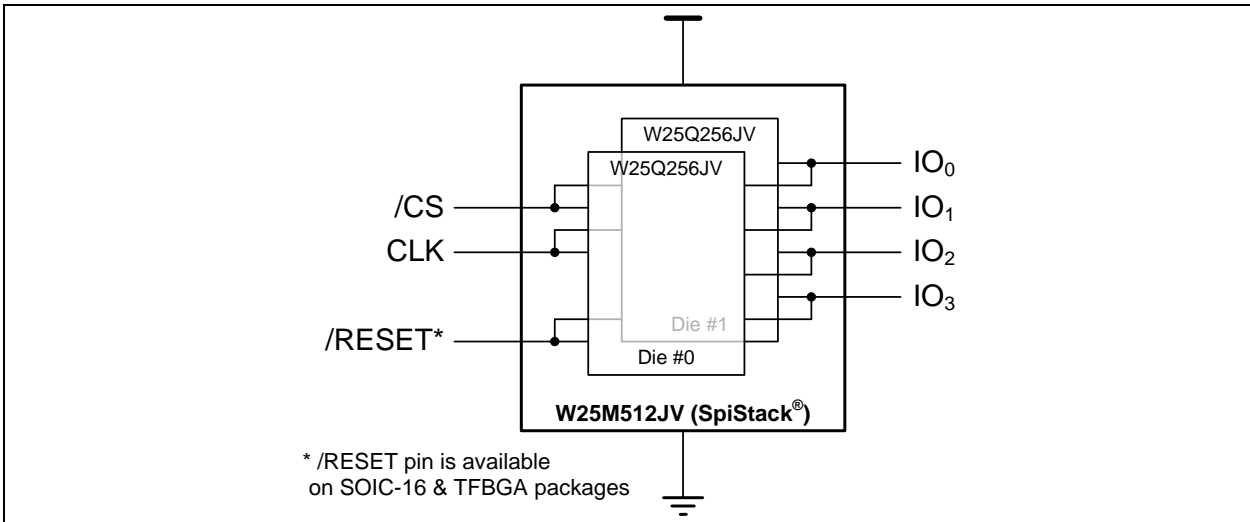 W25Q256JV
W25Q256JV
/CS
CLK
/RESET*
IO0
IO1
IO2
IO3
Die #1
Die #0
W25M512JV (SpiStack®)
* /RESET pin is available
on SOIC-16 & TFBGA packages